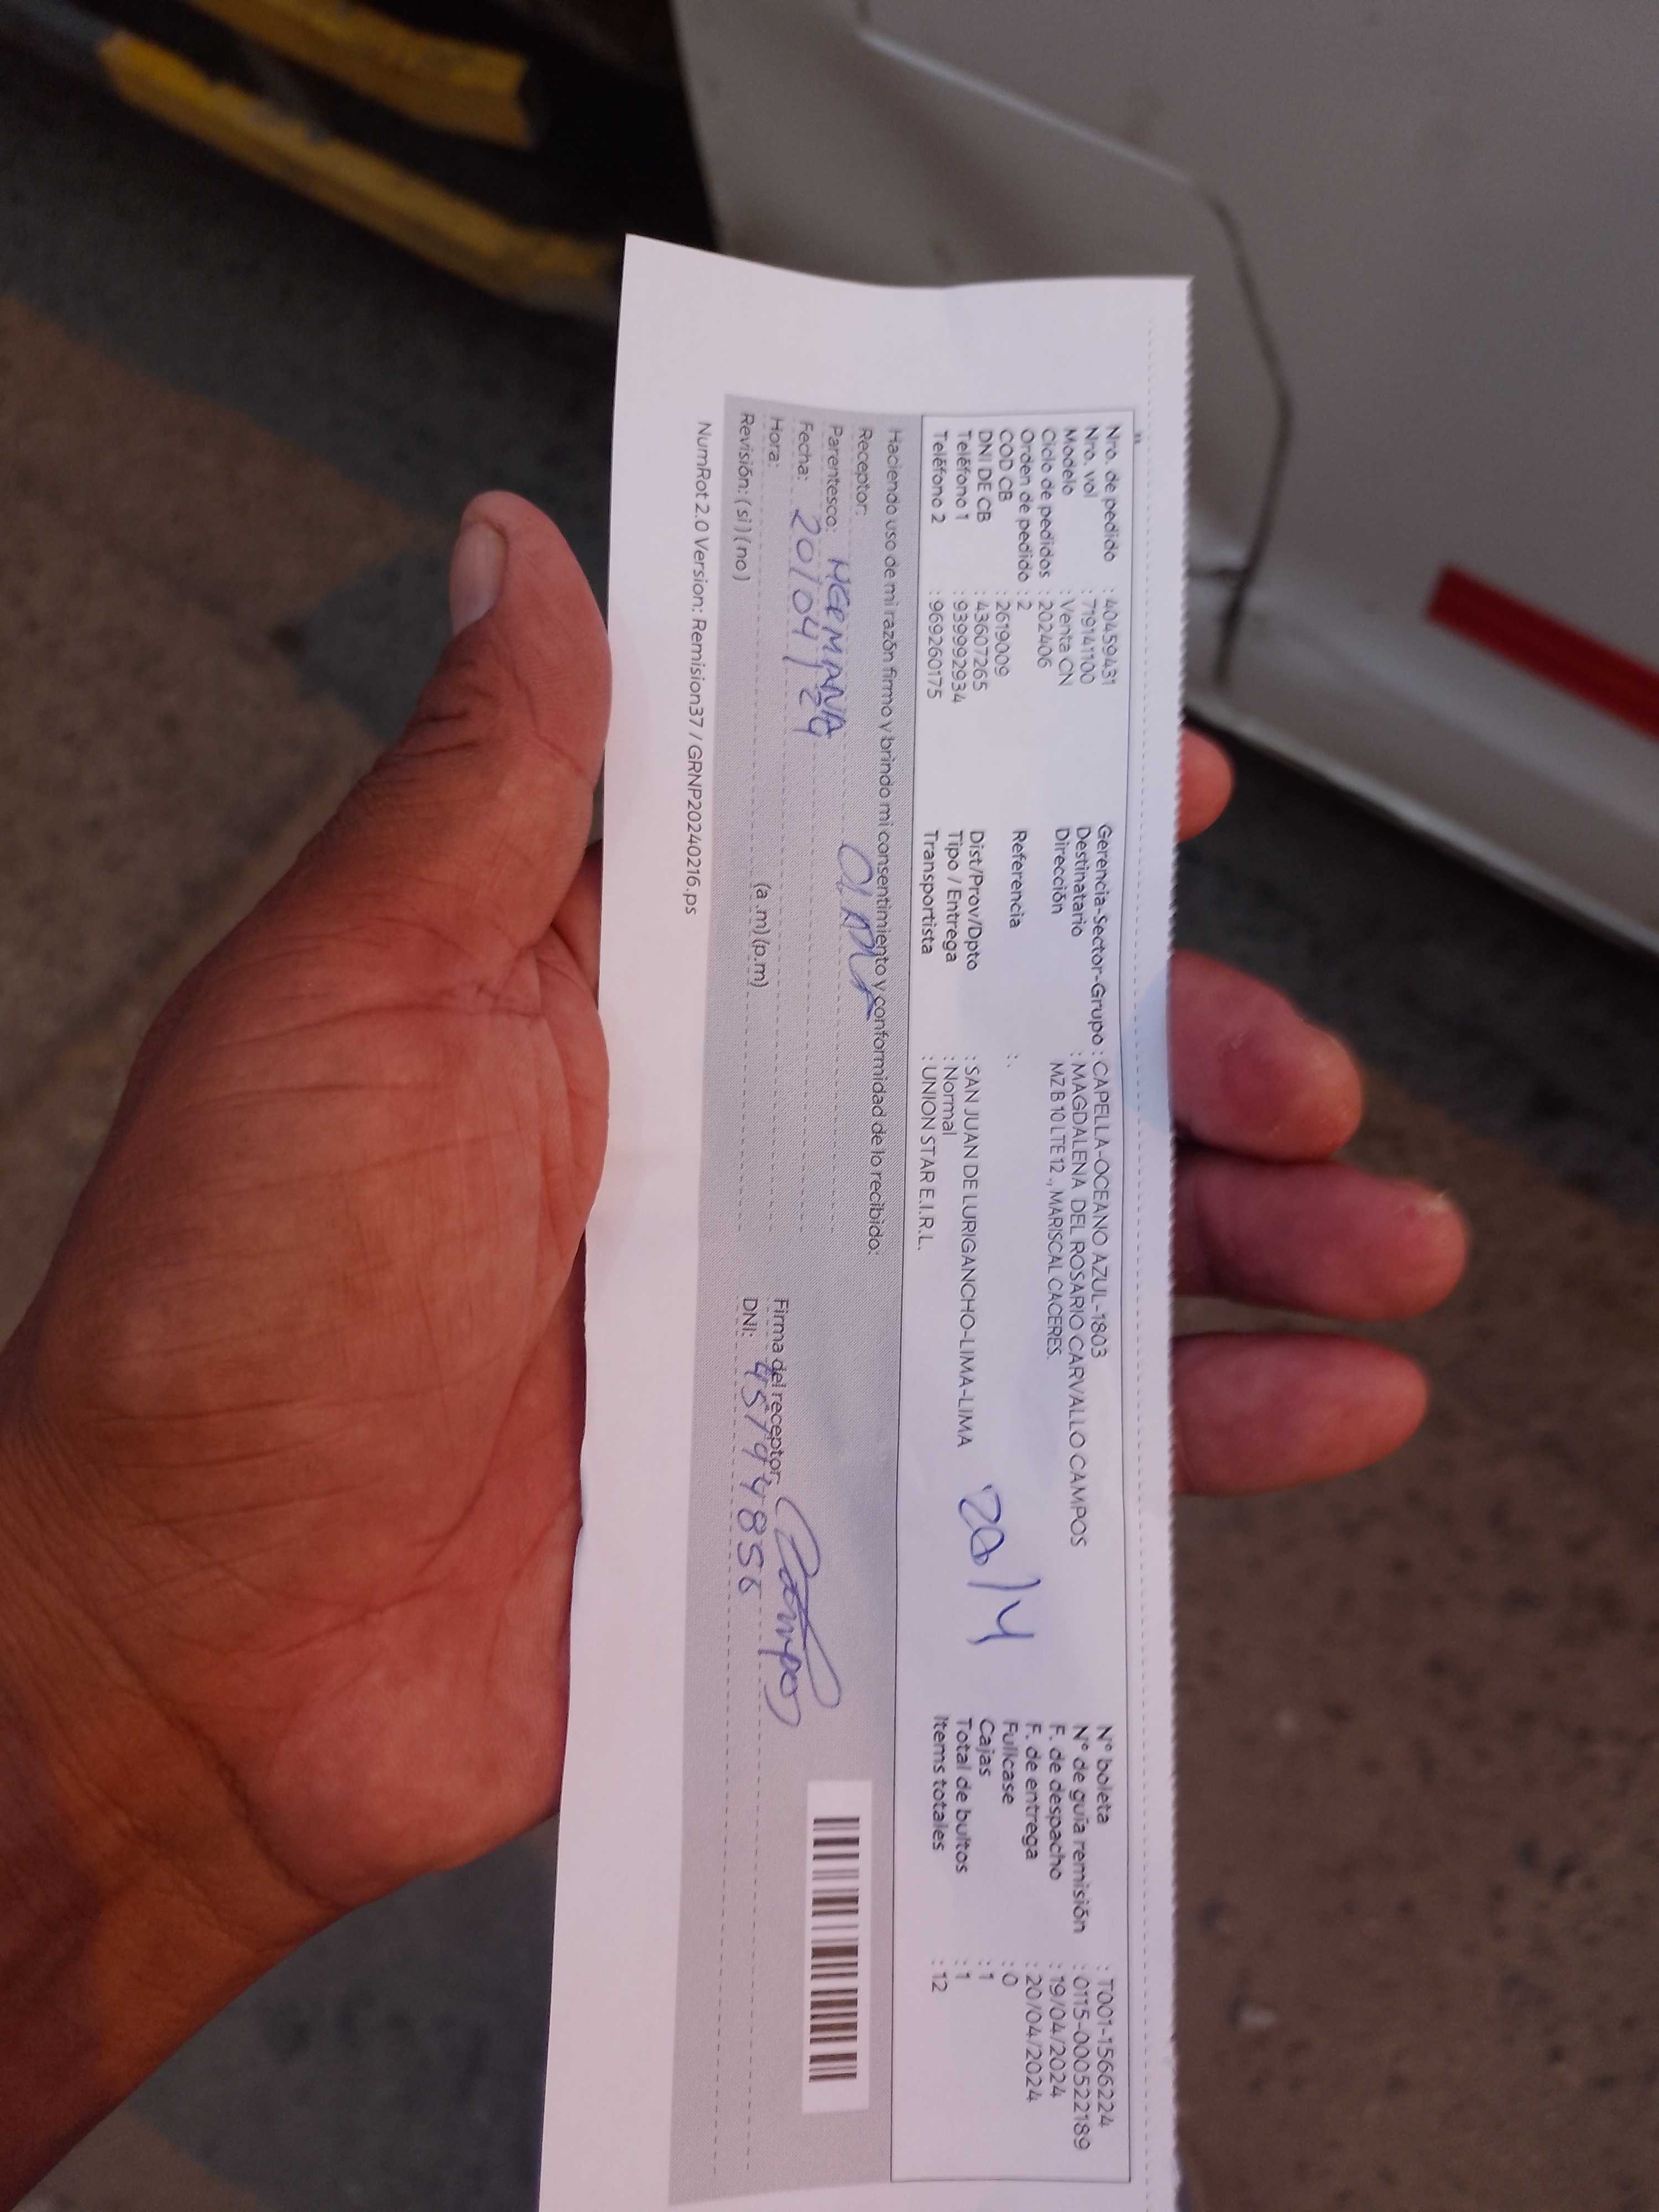 Nro. de pedido : 40459431
Nro. vol : 719141100
Modelo : Venta CN
Ciclo de pedidos : 202406
Orden de pedido : 2
COD CB : 2619009
DNI DE CB : 43607265
Teléfono 1 : 939992934
Teléfono 2 : 969260175
Gerencia-Sector-Grupo : CAPELLA-OCEANO AZUL-1803
Destinatario : MAGDALENA DEL ROSARIO CARVALLO CAMPOS
Dirección MZ B 10 LTE 12 ., MARISCAL CACERES.
Referencia : .
Dist/Prov/Dpto : SAN JUAN DE LURIGANCHO-LIMA-LIMA
Tipo / Entrega : Normal
Transportista : UNION STAR E.I.R.L.
20/4
N° boleta : T001-1566224
N° de guía remisión : 0115-000522189
F. de despacho : 19/04/2024
F. de entrega : 20/04/2024
Fullcase : 0
Cajas : 1
Total de bultos : 1
Items totales : 12
Haciendo uso de mi razón firmo y brindo mi consentimiento y conformidad de lo recibido:
Receptor:
Parentesco: HERMANA
Fecha: 20/04/24
Hora: (a.m) (p.m)
Revisión: ( si ) ( no )
Firma del receptor: Campos
DNI: 45794856
NumRot 2.0 Version: Remision37 / GRNP20240216.ps